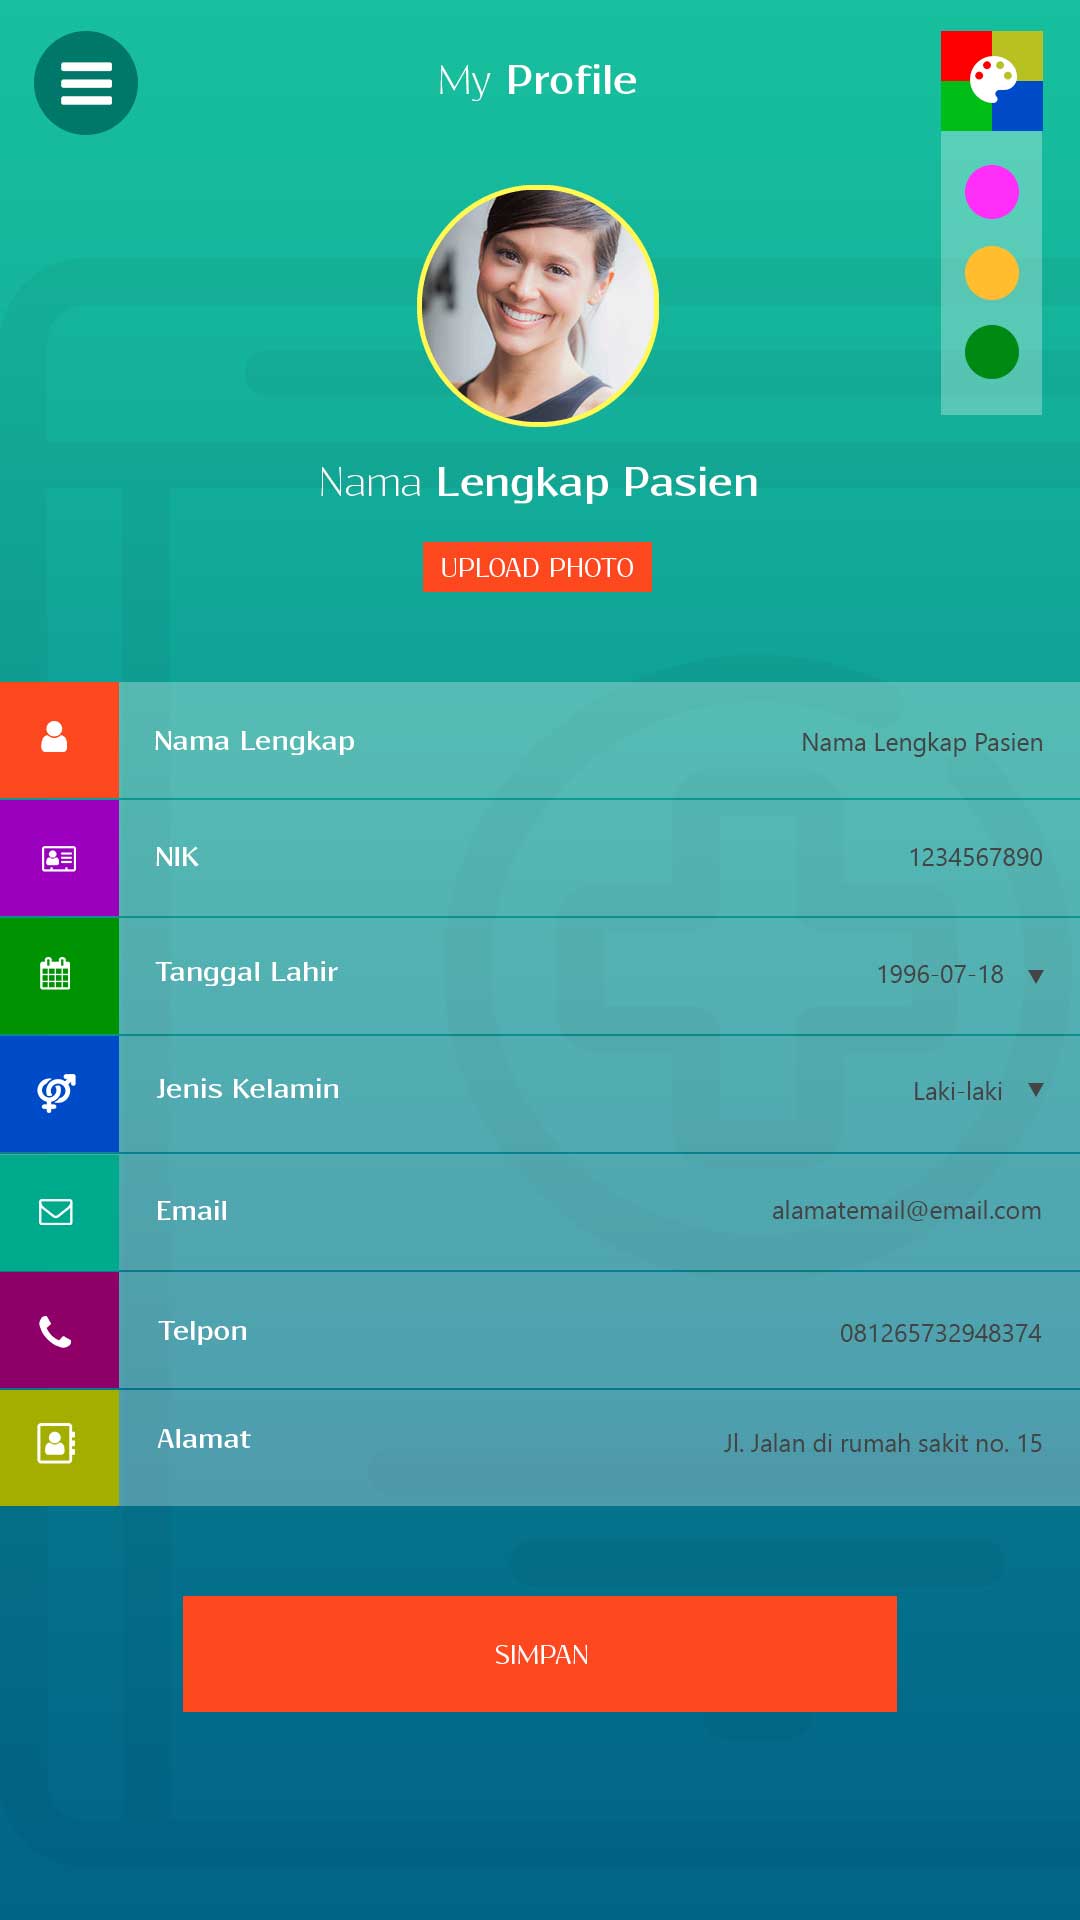 My Profile
Nama Lengkap Pasien
UPLOAD PHOTO
Nama Lengkap Nama Lengkap Pasien
NIK 1234567890
Tanggal Lahir 1996-07-18 ▼
Jenis Kelamin Laki-laki ▼
Email alamatemail@email.com
Telpon 081265732948374
Alamat Jl. Jalan di rumah sakit no. 15
SIMPAN